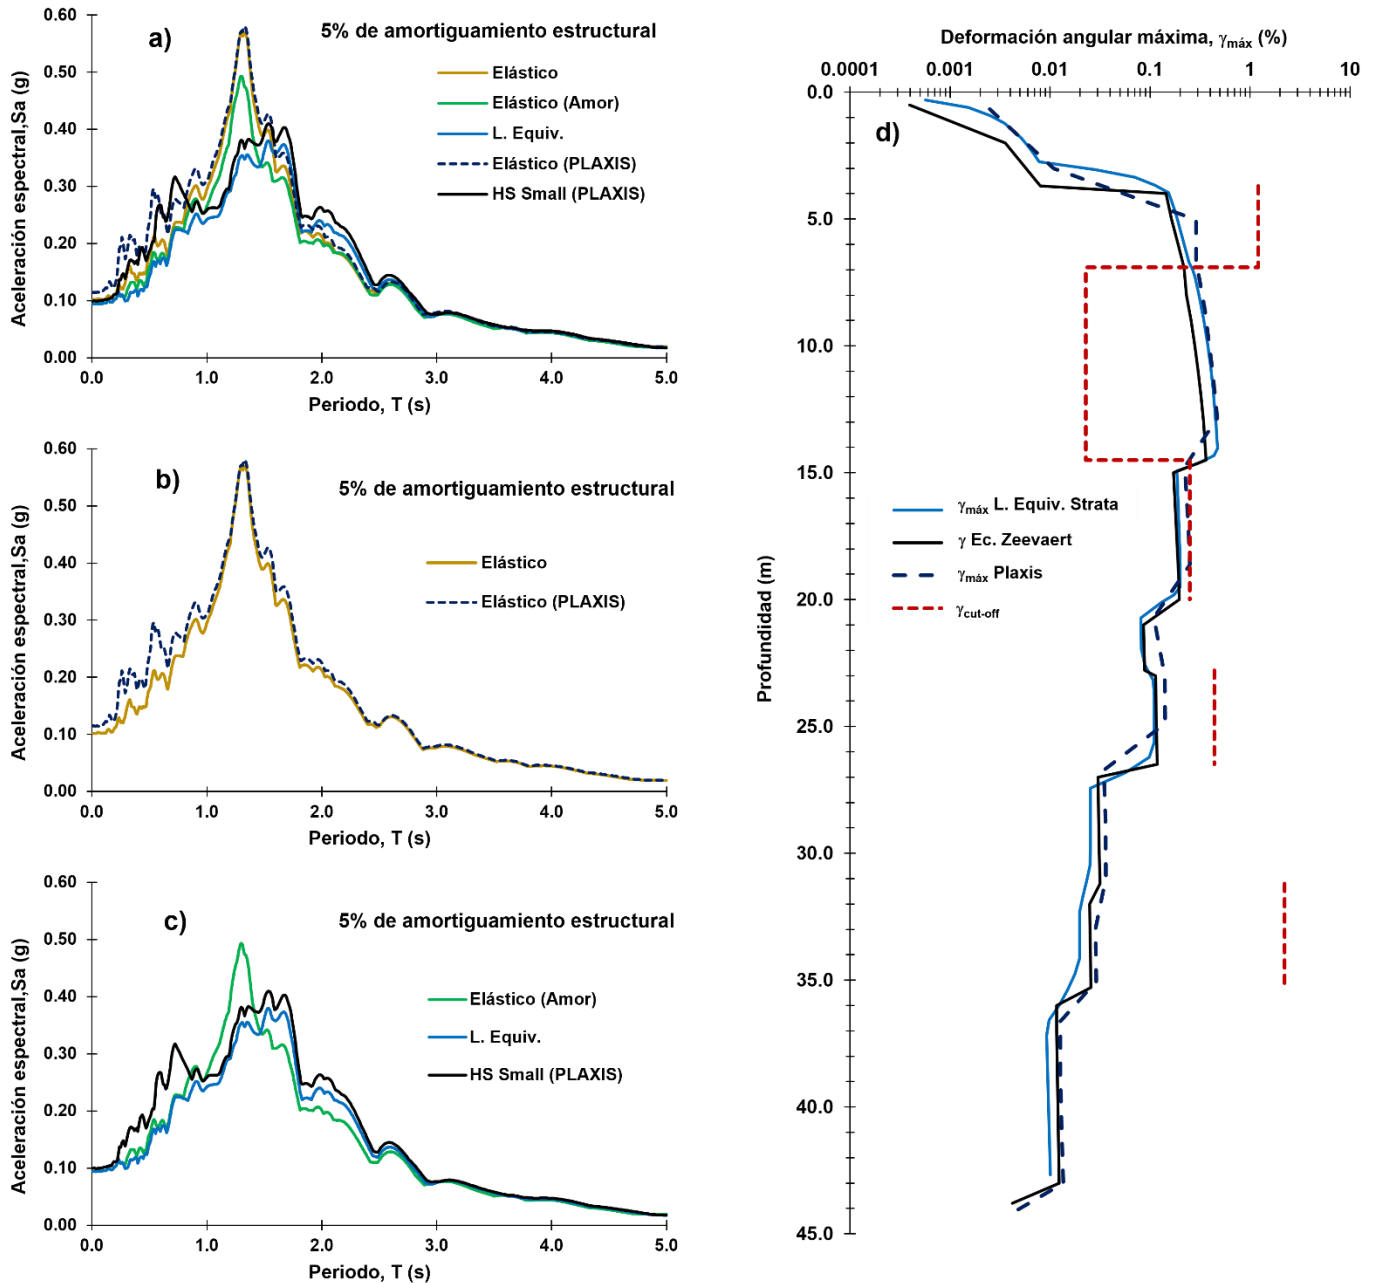 a)
5% de amortiguamiento estructural
Aceleración espectral,Sa (g)
0.60
0.50
0.40
0.30
0.20
0.10
0.00
Elástico
Elástico (Amor)
L. Equiv.
Elástico (PLAXIS)
HS Small (PLAXIS)
0.0 1.0 2.0 3.0 4.0 5.0
Periodo, T (s)
b)
5% de amortiguamiento estructural
Aceleración espectral,Sa (g)
0.60
0.50
0.40
0.30
0.20
0.10
0.00
Elástico
Elástico (PLAXIS)
0.0 1.0 2.0 3.0 4.0 5.0
Periodo, T (s)
c)
5% de amortiguamiento estructural
Aceleración espectral,Sa (g)
0.60
0.50
0.40
0.30
0.20
0.10
0.00
Elástico (Amor)
L. Equiv.
HS Small (PLAXIS)
0.0 1.0 2.0 3.0 4.0 5.0
Periodo, T (s)
Deformación angular máxima, γmáx (%)
0.0001 0.001 0.01 0.1 1 10
d)
Profundidad (m)
0.0
5.0
10.0
15.0
20.0
25.0
30.0
35.0
40.0
45.0
γmáx L. Equiv. Strata
γ Ec. Zeevaert
γmáx Plaxis
γcut-off